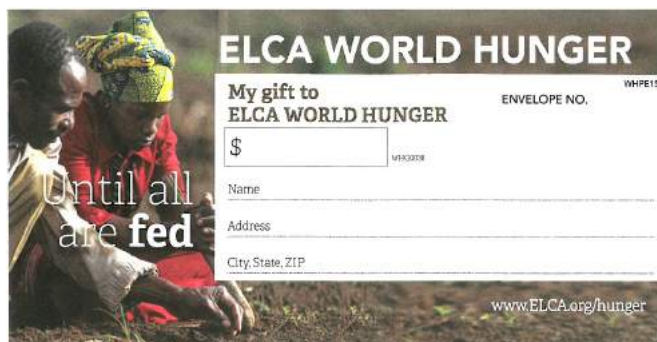 ELCA WORLD HUNGER
WHPE15
My gift to
ELCA WORLD HUNGER
ENVELOPE NO.
$
Name
Until all
are fed
Address
City, State, ZIP
www.ELCA.org/hunger